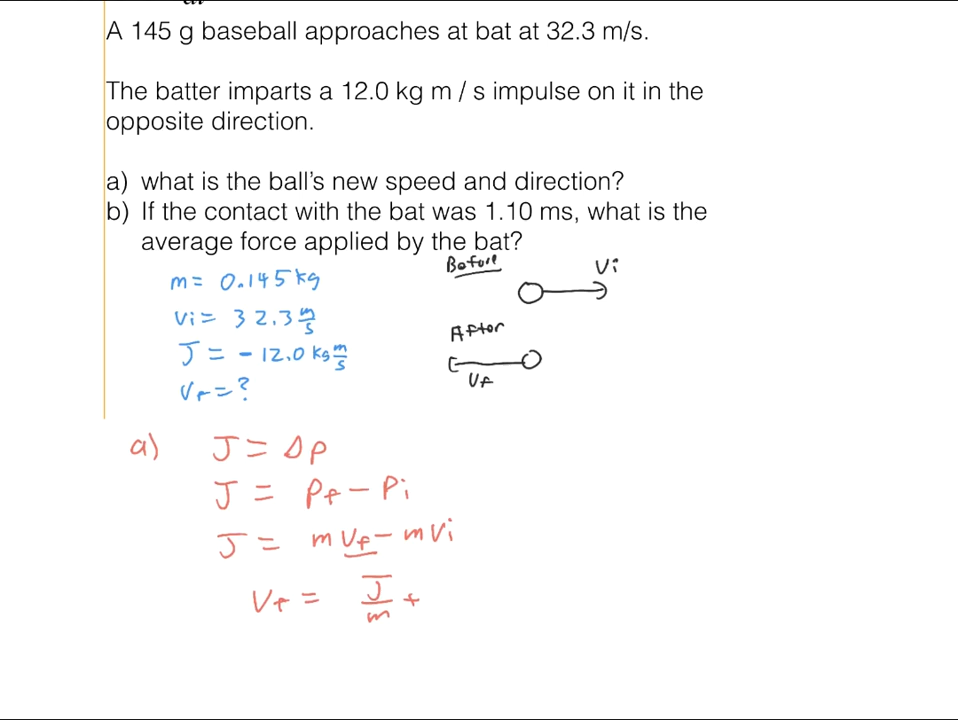 A 145 g baseball approaches at bat at 32.3 m/s.
The batter imparts a 12.0 kg m / s impulse on it in the
opposite direction.
a) what is the ball's new speed and direction?
b) If the contact with the bat was 1.10 ms, what is the
average force applied by the bat?
m = 0.145 kg
Vi = 32.3 m/s
J = - 12.0 kg m/s
Vf = ?
Before
Vi
After
Vf
a) J = Δp
J = Pf - Pi
J = m Vf - m Vi
Vf = J/m +